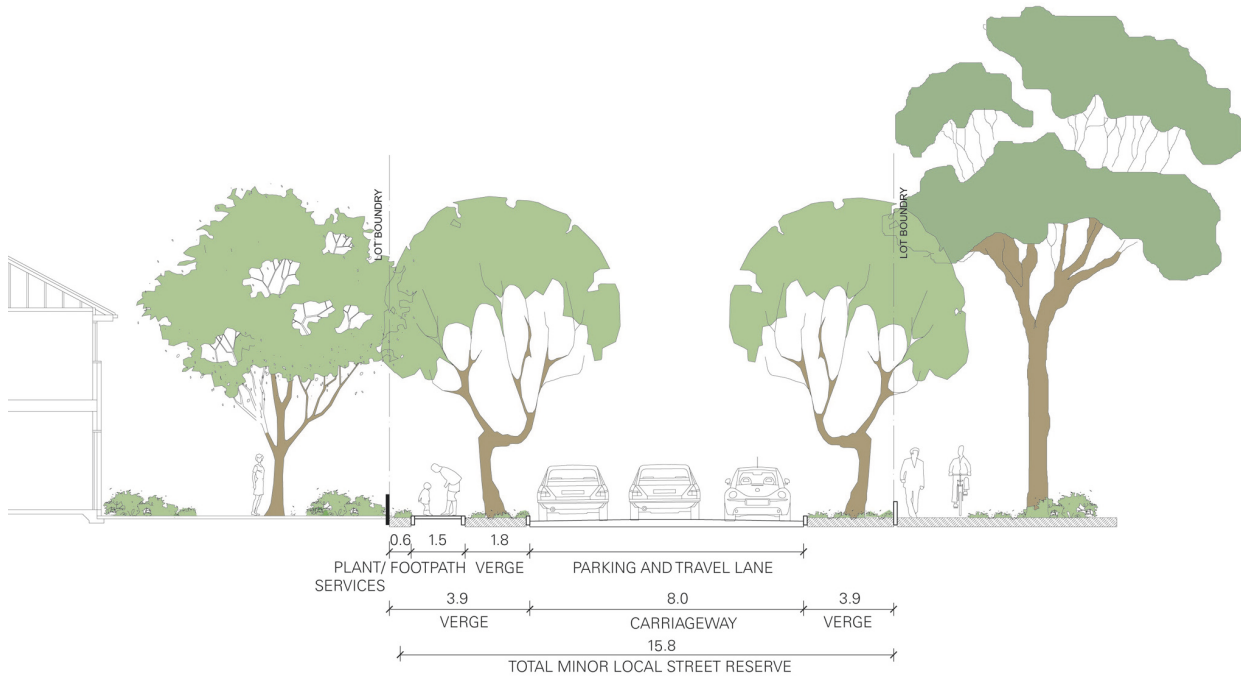 LOT BOUNDRY
LOT BOUNDRY
0.6 1.5 1.8
PLANT/ FOOTPATH VERGE PARKING AND TRAVEL LANE
SERVICES
3.9 8.0 3.9
VERGE CARRIAGEWAY VERGE
15.8
TOTAL MINOR LOCAL STREET RESERVE